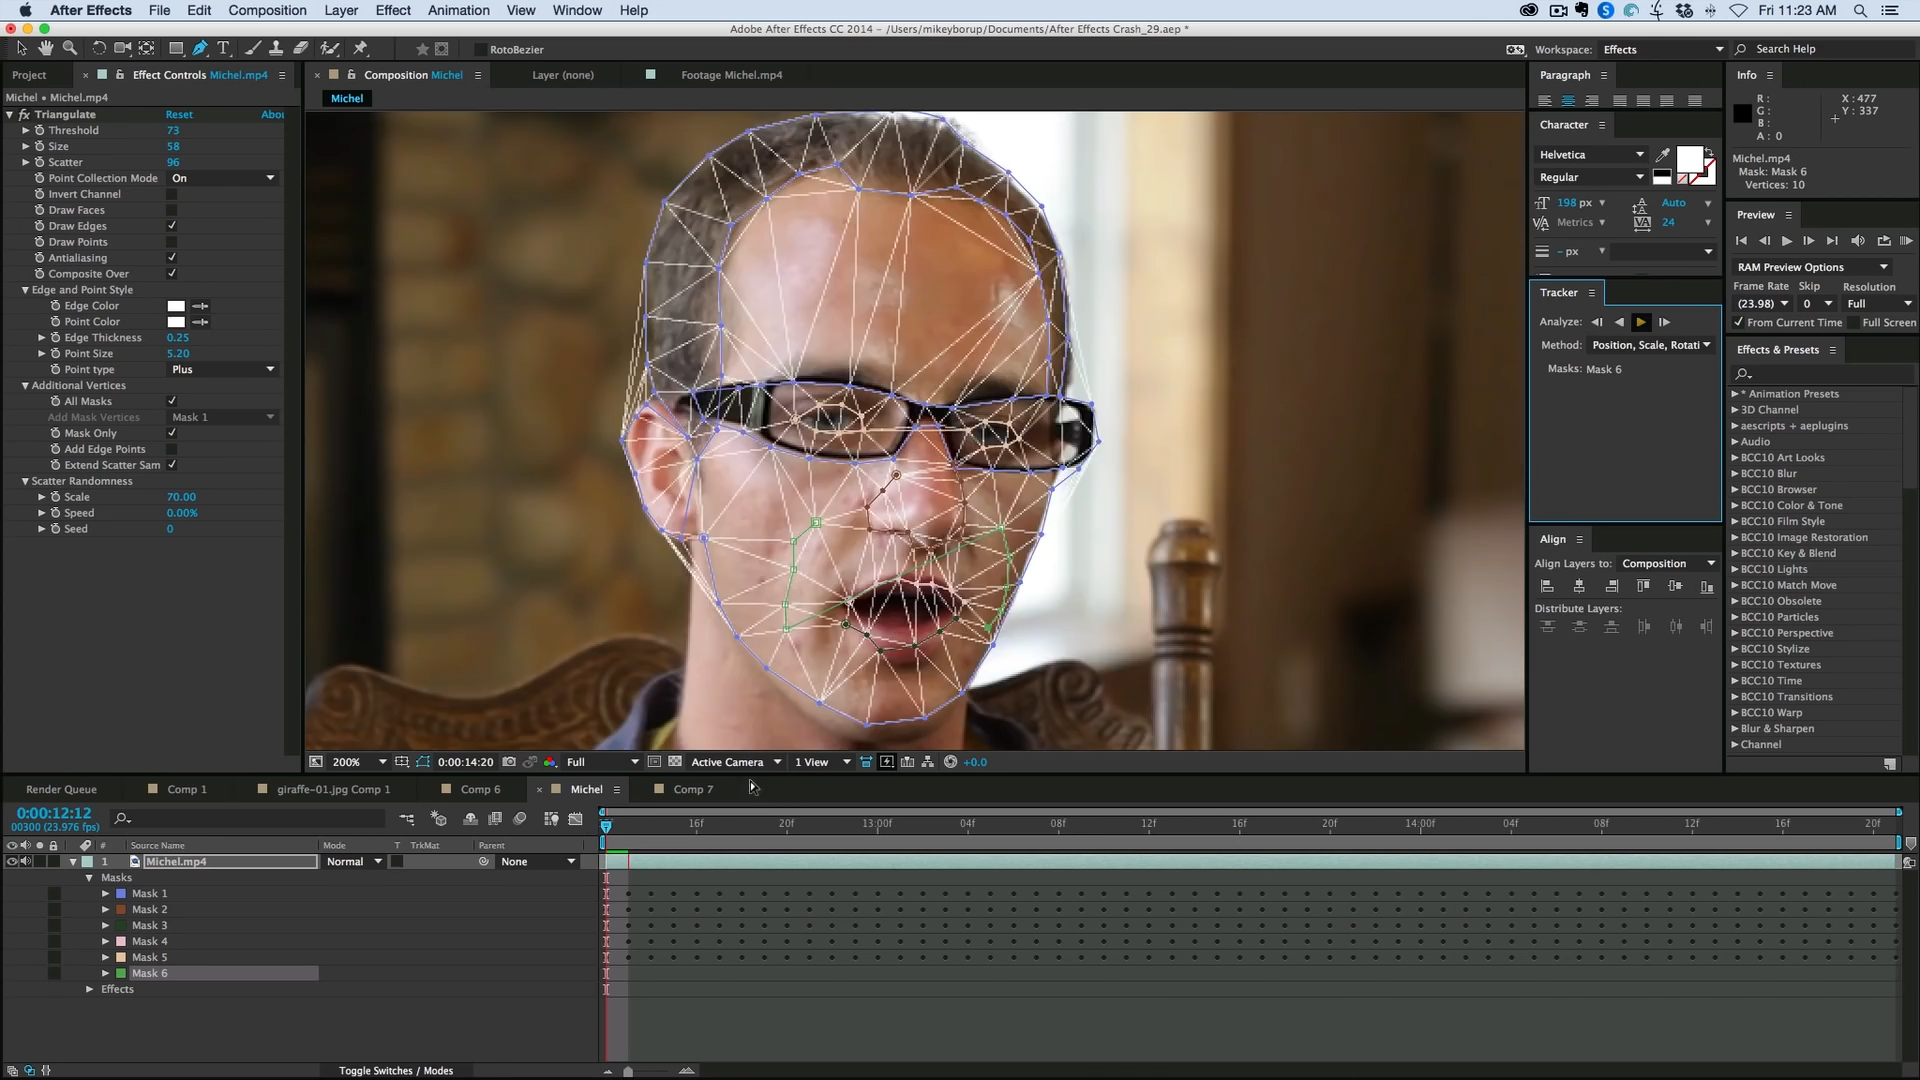 After Effects File Edit Composition Layer Effect Animation View Window Help Fri 11:23 AM
Adobe After Effects CC 2014 – /Users/mikeyborup/Documents/After Effects Crash_29.aep *
RotoBezier Workspace: Effects Search Help
Project Effect Controls Michel.mp4 Composition Michel Layer (none) Footage Michel.mp4
Michel • Michel.mp4
Michel
fx Triangulate Reset Abou
Threshold 73
Size 58
Scatter 96
Point Collection Mode On
Invert Channel
Draw Faces
Draw Edges
Draw Points
Antialiasing
Composite Over
Edge and Point Style
Edge Color
Point Color
Edge Thickness 0.25
Point Size 5.20
Point type Plus
Additional Vertices
All Masks
Add Mask Vertices Mask 1
Mask Only
Add Edge Points
Extend Scatter Sam
Scatter Randomness
Scale 70.00
Speed 0.00%
Seed 0
200% 0:00:14:20 Full Active Camera 1 View +0.0
Paragraph
Character
Helvetica
Regular
198 px Auto
Metrics 24
– px
Tracker
Analyze:
Method: Position, Scale, Rotati
Masks: Mask 6
Align
Align Layers to: Composition
Distribute Layers:
Info
R : X : 477
G : Y : 337
B :
A : 0
Michel.mp4
Mask: Mask 6
Vertices: 10
Preview
RAM Preview Options
Frame Rate Skip Resolution
(23.98) 0 Full
From Current Time Full Screen
Effects & Presets
* Animation Presets
3D Channel
aescripts + aeplugins
Audio
BCC10 Art Looks
BCC10 Blur
BCC10 Browser
BCC10 Color & Tone
BCC10 Film Style
BCC10 Image Restoration
BCC10 Key & Blend
BCC10 Lights
BCC10 Match Move
BCC10 Obsolete
BCC10 Particles
BCC10 Perspective
BCC10 Stylize
BCC10 Textures
BCC10 Time
BCC10 Transitions
BCC10 Warp
Blur & Sharpen
Channel
Render Queue Comp 1 giraffe-01.jpg Comp 1 Comp 6 Michel Comp 7
0:00:12:12
00300 (23.976 fps)
16f 20f 13:00f 04f 08f 12f 16f 20f 14:00f 04f 08f 12f 16f 20f
# Source Name Mode T TrkMat Parent
1 Michel.mp4 Normal None
Masks
Mask 1
Mask 2
Mask 3
Mask 4
Mask 5
Mask 6
Effects
Toggle Switches / Modes